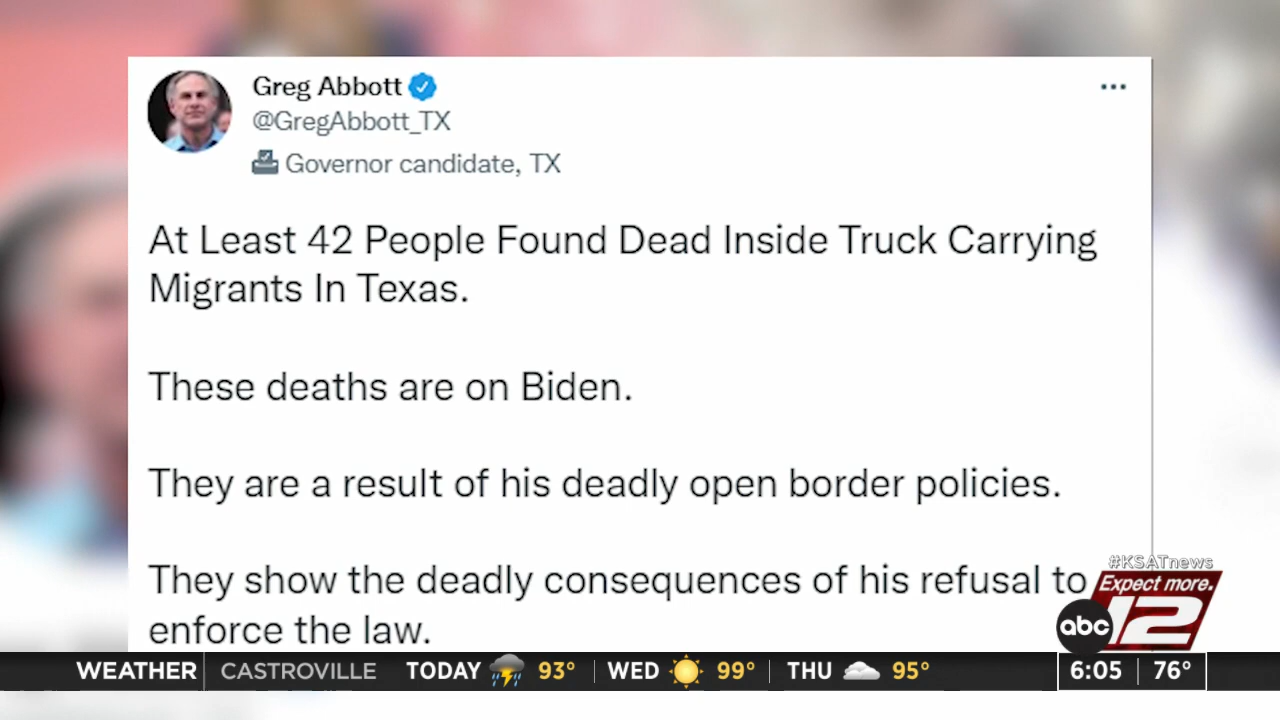 Greg Abbott
@GregAbbott_TX
Governor candidate, TX
At Least 42 People Found Dead Inside Truck Carrying
Migrants In Texas.
These deaths are on Biden.
They are a result of his deadly open border policies.
They show the deadly consequences of his refusal to
enforce the law.
#KSATnews
Expect more.
abc 12
WEATHER CASTROVILLE TODAY 93° WED 99° THU 95° 6:05 76°